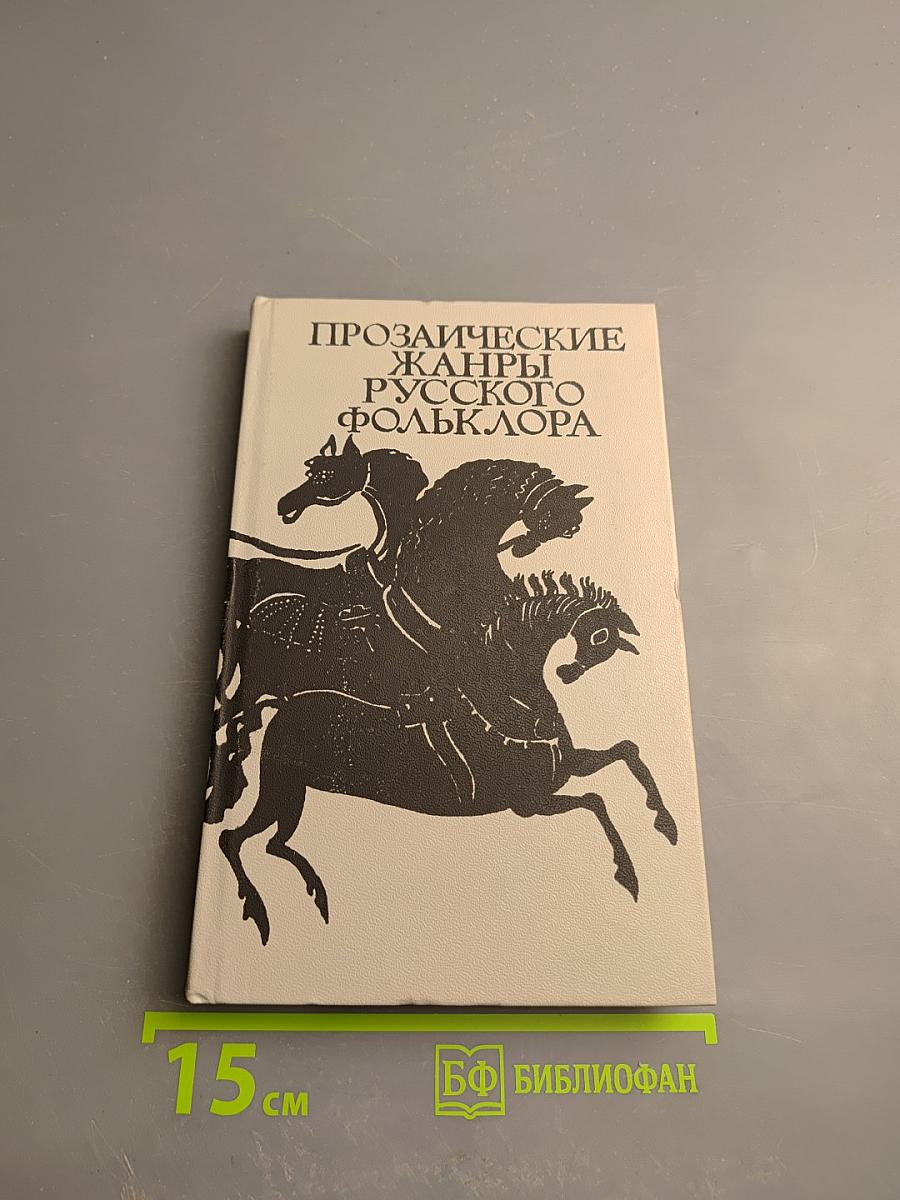 ПРОЗАИЧЕСКИЕ
ЖАНРЫ
РУССКОГО
ФОЛЬКЛОРА
15 см
БФ БИБЛИОФАН